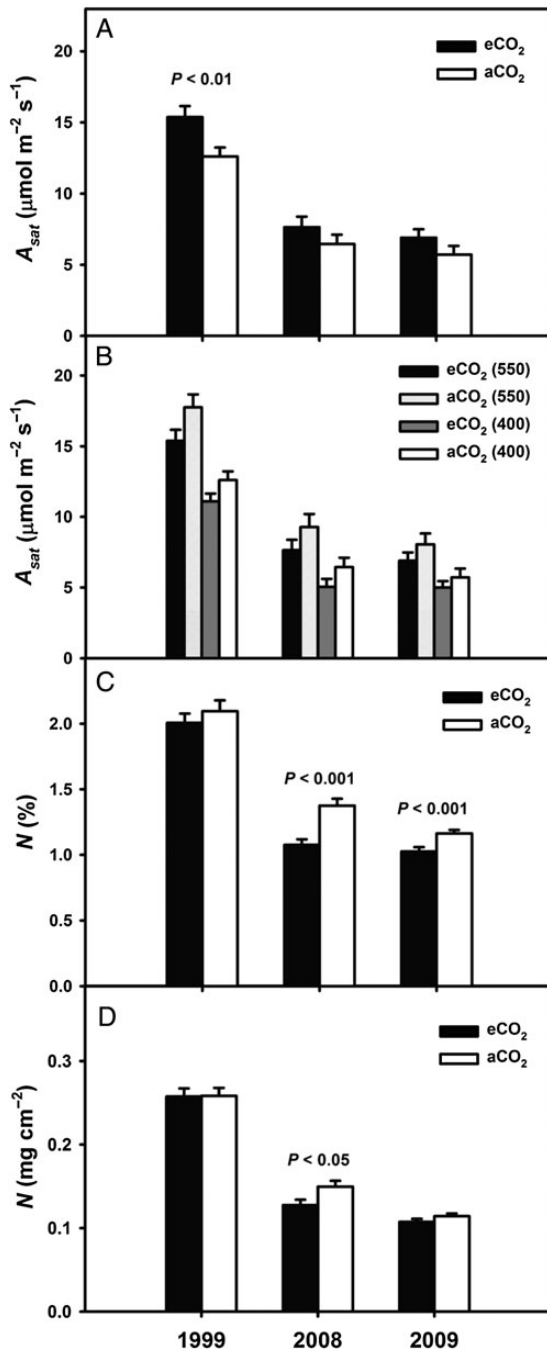 A
eCO₂
aCO₂
P < 0.01
20
15
10
5
0
A_sat (µmol m⁻² s⁻¹)
B
eCO₂ (550)
aCO₂ (550)
eCO₂ (400)
aCO₂ (400)
20
15
10
5
0
A_sat (µmol m⁻² s⁻¹)
C
eCO₂
aCO₂
P < 0.001
P < 0.001
2.0
1.5
1.0
0.5
0.0
N (%)
D
eCO₂
aCO₂
P < 0.05
0.3
0.2
0.1
0.0
N (mg cm⁻²)
1999 2008 2009